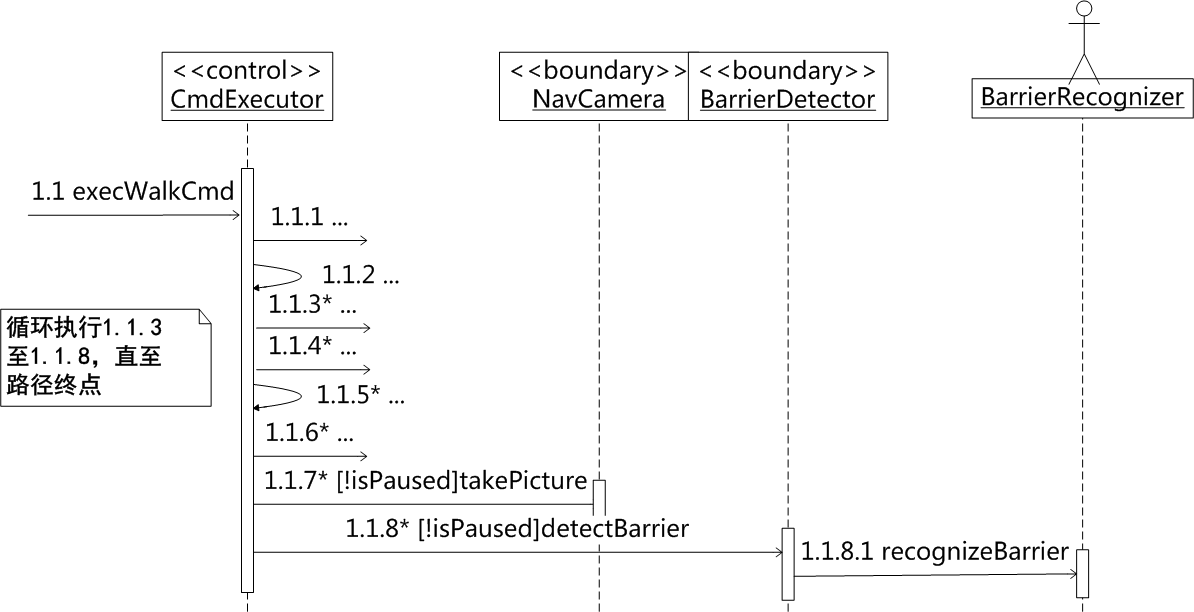 <<control>>
CmdExecutor
<<boundary>>
NavCamera
<<boundary>>
BarrierDetector
BarrierRecognizer
1.1 execWalkCmd
1.1.1 ...
1.1.2 ...
1.1.3* ...
循环执行1.1.3
至1.1.8，直至
路径终点
1.1.4* ...
1.1.5* ...
1.1.6* ...
1.1.7* [!isPaused]takePicture
1.1.8* [!isPaused]detectBarrier
1.1.8.1 recognizeBarrier